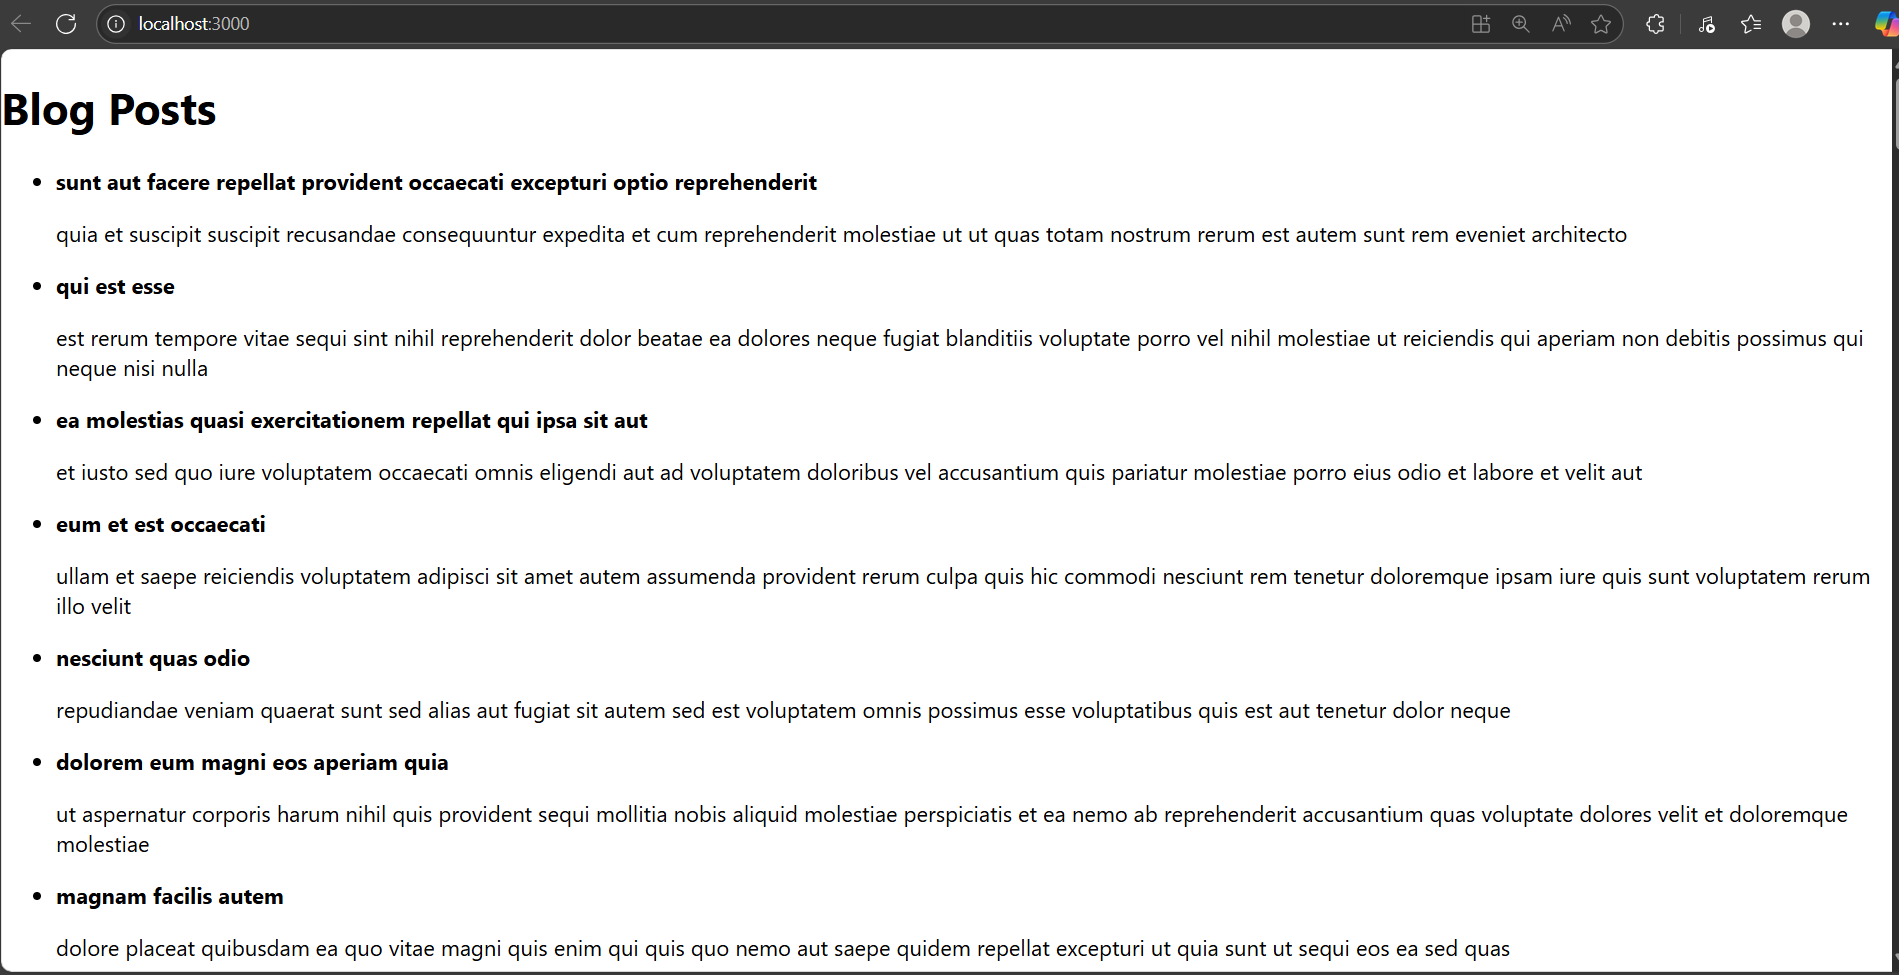 localhost:3000
Blog Posts
• sunt aut facere repellat provident occaecati excepturi optio reprehenderit
quia et suscipit suscipit recusandae consequuntur expedita et cum reprehenderit molestiae ut ut quas totam nostrum rerum est autem sunt rem eveniet architecto
• qui est esse
est rerum tempore vitae sequi sint nihil reprehenderit dolor beatae ea dolores neque fugiat blanditiis voluptate porro vel nihil molestiae ut reiciendis qui aperiam non debitis possimus qui
neque nisi nulla
• ea molestias quasi exercitationem repellat qui ipsa sit aut
et iusto sed quo iure voluptatem occaecati omnis eligendi aut ad voluptatem doloribus vel accusantium quis pariatur molestiae porro eius odio et labore et velit aut
• eum et est occaecati
ullam et saepe reiciendis voluptatem adipisci sit amet autem assumenda provident rerum culpa quis hic commodi nesciunt rem tenetur doloremque ipsam iure quis sunt voluptatem rerum
illo velit
• nesciunt quas odio
repudiandae veniam quaerat sunt sed alias aut fugiat sit autem sed est voluptatem omnis possimus esse voluptatibus quis est aut tenetur dolor neque
• dolorem eum magni eos aperiam quia
ut aspernatur corporis harum nihil quis provident sequi mollitia nobis aliquid molestiae perspiciatis et ea nemo ab reprehenderit accusantium quas voluptate dolores velit et doloremque
molestiae
• magnam facilis autem
dolore placeat quibusdam ea quo vitae magni quis enim qui quis quo nemo aut saepe quidem repellat excepturi ut quia sunt ut sequi eos ea sed quas